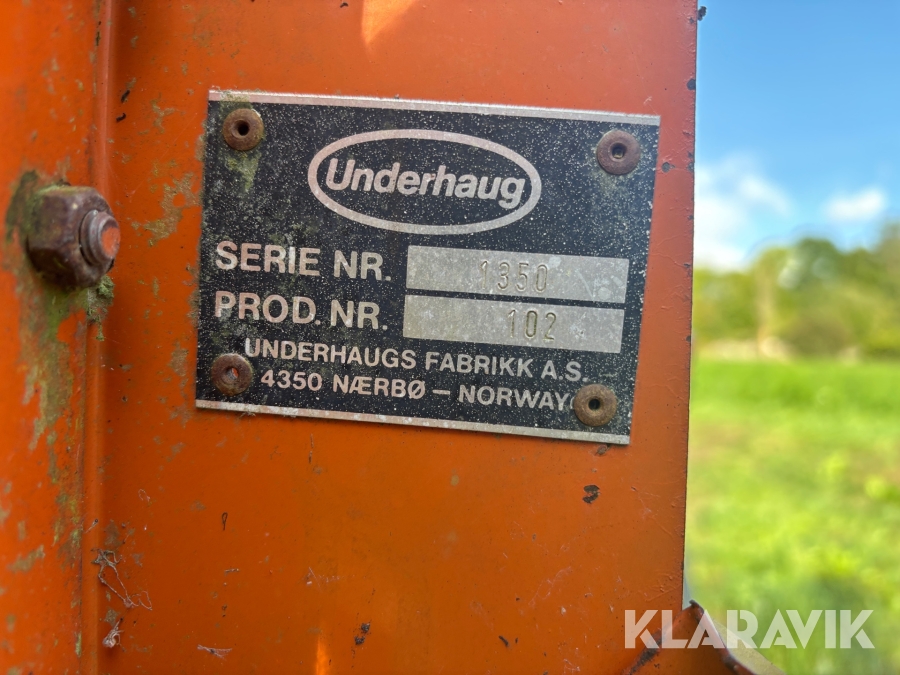 Underhaug
SERIE NR. 1350
PROD. NR. 102
UNDERHAUGS FABRIKK A.S.
4350 NÆRBØ – NORWAY
KLARAVIK